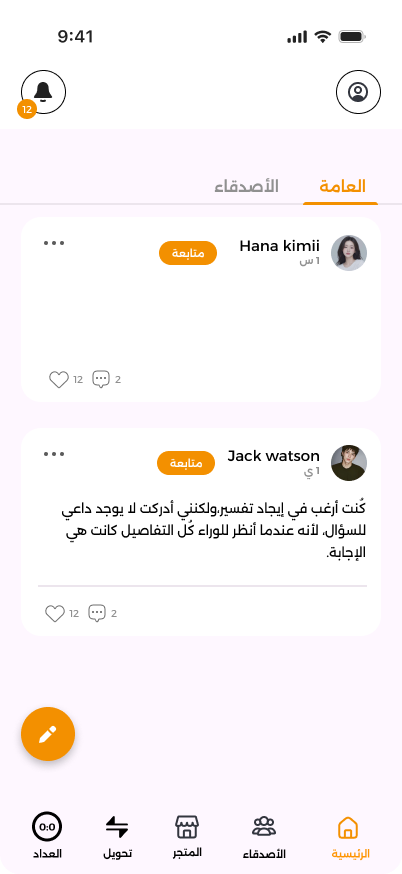 9:41
12
العامة
الأصدقاء
Hana kimii
1 س
متابعة
12
2
Jack watson
1 ي
متابعة
كُنت أرغب في إيجاد تفسير،ولكنني أدركت لا يوجد داعي
للسؤال، لأنه عندما أنظر للوراء كُل التفاصيل كانت هي
الإجابة.
12
2
الرئيسية
الأصدقاء
المتجر
تحويل
0:0
العداد